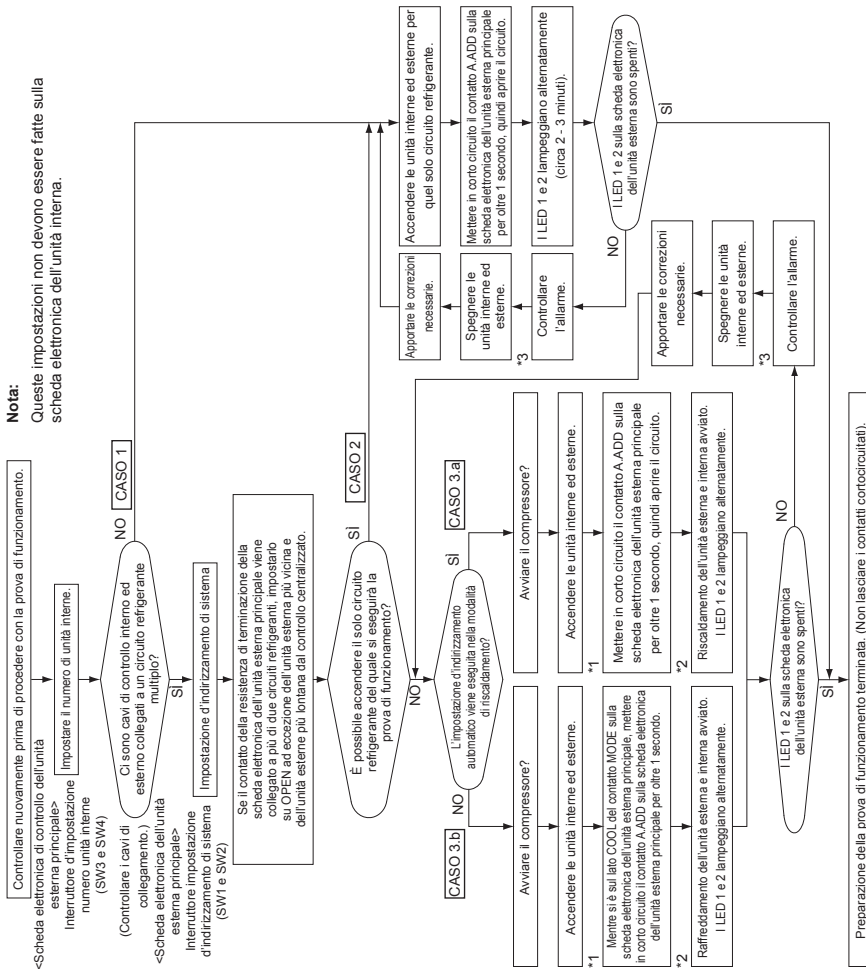 Controllare nuovamente prima di procedere con la prova di funzionamento.
Nota:
Queste impostazioni non devono essere fatte sulla
scheda elettronica dell'unità interna.
<Scheda elettronica di controllo dell'unità
esterna principale>
Interruttore d'impostazione
numero unità interne
(SW3 e SW4)
Impostare il numero di unità interne.
Ci sono cavi di controllo interno ed
esterno collegati a un circuito refrigerante
multiplo?
NO
CASO 1
(Controllare i cavi di
collegamento.)
SÌ
<Scheda elettronica dell'unità
esterna principale>
Interruttore impostazione
d'indirizzamento di sistema
(SW1 e SW2)
Impostazione d'indirizzamento di sistema
Se il contatto della resistenza di terminazione della
scheda elettronica dell'unità esterna principale viene
collegato a più di due circuiti refrigeranti, impostarlo
su OPEN ad eccezione dell'unità esterna più vicina e
dell'unità esterne più lontana dal controllo centralizzato.
È possibile accendere il solo circuito
refrigerante del quale si eseguirà la
prova di funzionamento?
SÌ
CASO 2
NO
L'impostazione d'indirizzamento
automatico viene eseguita nella modalità
di riscaldamento?
NO
CASO 3.b
SÌ
CASO 3.a
Avviare il compressore?
Avviare il compressore?
Accendere le unità interne ed esterne.
Accendere le unità interne ed esterne.
*1
Mentre si è sul lato COOL del contatto MODE sulla
scheda elettronica dell'unità esterna principale, mettere
in corto circuito il contatto A.ADD sulla scheda elettronica
dell'unità esterna principale per oltre 1 secondo.
*1
Mettere in corto circuito il contatto A.ADD sulla
scheda elettronica dell'unità esterna principale
per oltre 1 secondo, quindi aprire il circuito.
*2
Raffreddamento dell'unità esterna e interna avviato.
I LED 1 e 2 lampeggiano alternatamente.
*2
Riscaldamento dell'unità esterna e interna avviato.
I LED 1 e 2 lampeggiano alternatamente.
I LED 1 e 2 sulla scheda elettronica
dell'unità esterna sono spenti?
NO
SÌ
*3
Controllare l'allarme.
Spegnere le unità
interne ed esterne.
Apportare le correzioni
necessarie.
Accendere le unità interne ed esterne per
quel solo circuito refrigerante.
Mettere in corto circuito il contatto A.ADD sulla
scheda elettronica dell'unità esterna principale
per oltre 1 secondo, quindi aprire il circuito.
I LED 1 e 2 lampeggiano alternatamente
(circa 2 - 3 minuti).
I LED 1 e 2 sulla scheda elettronica
dell'unità esterna sono spenti?
NO
SÌ
*3
Controllare
l'allarme.
Spegnere le
unità interne ed
esterne.
Apportare le correzioni
necessarie.
Preparazione della prova di funzionamento terminata. (Non lasciare i contatti cortocircuitati).